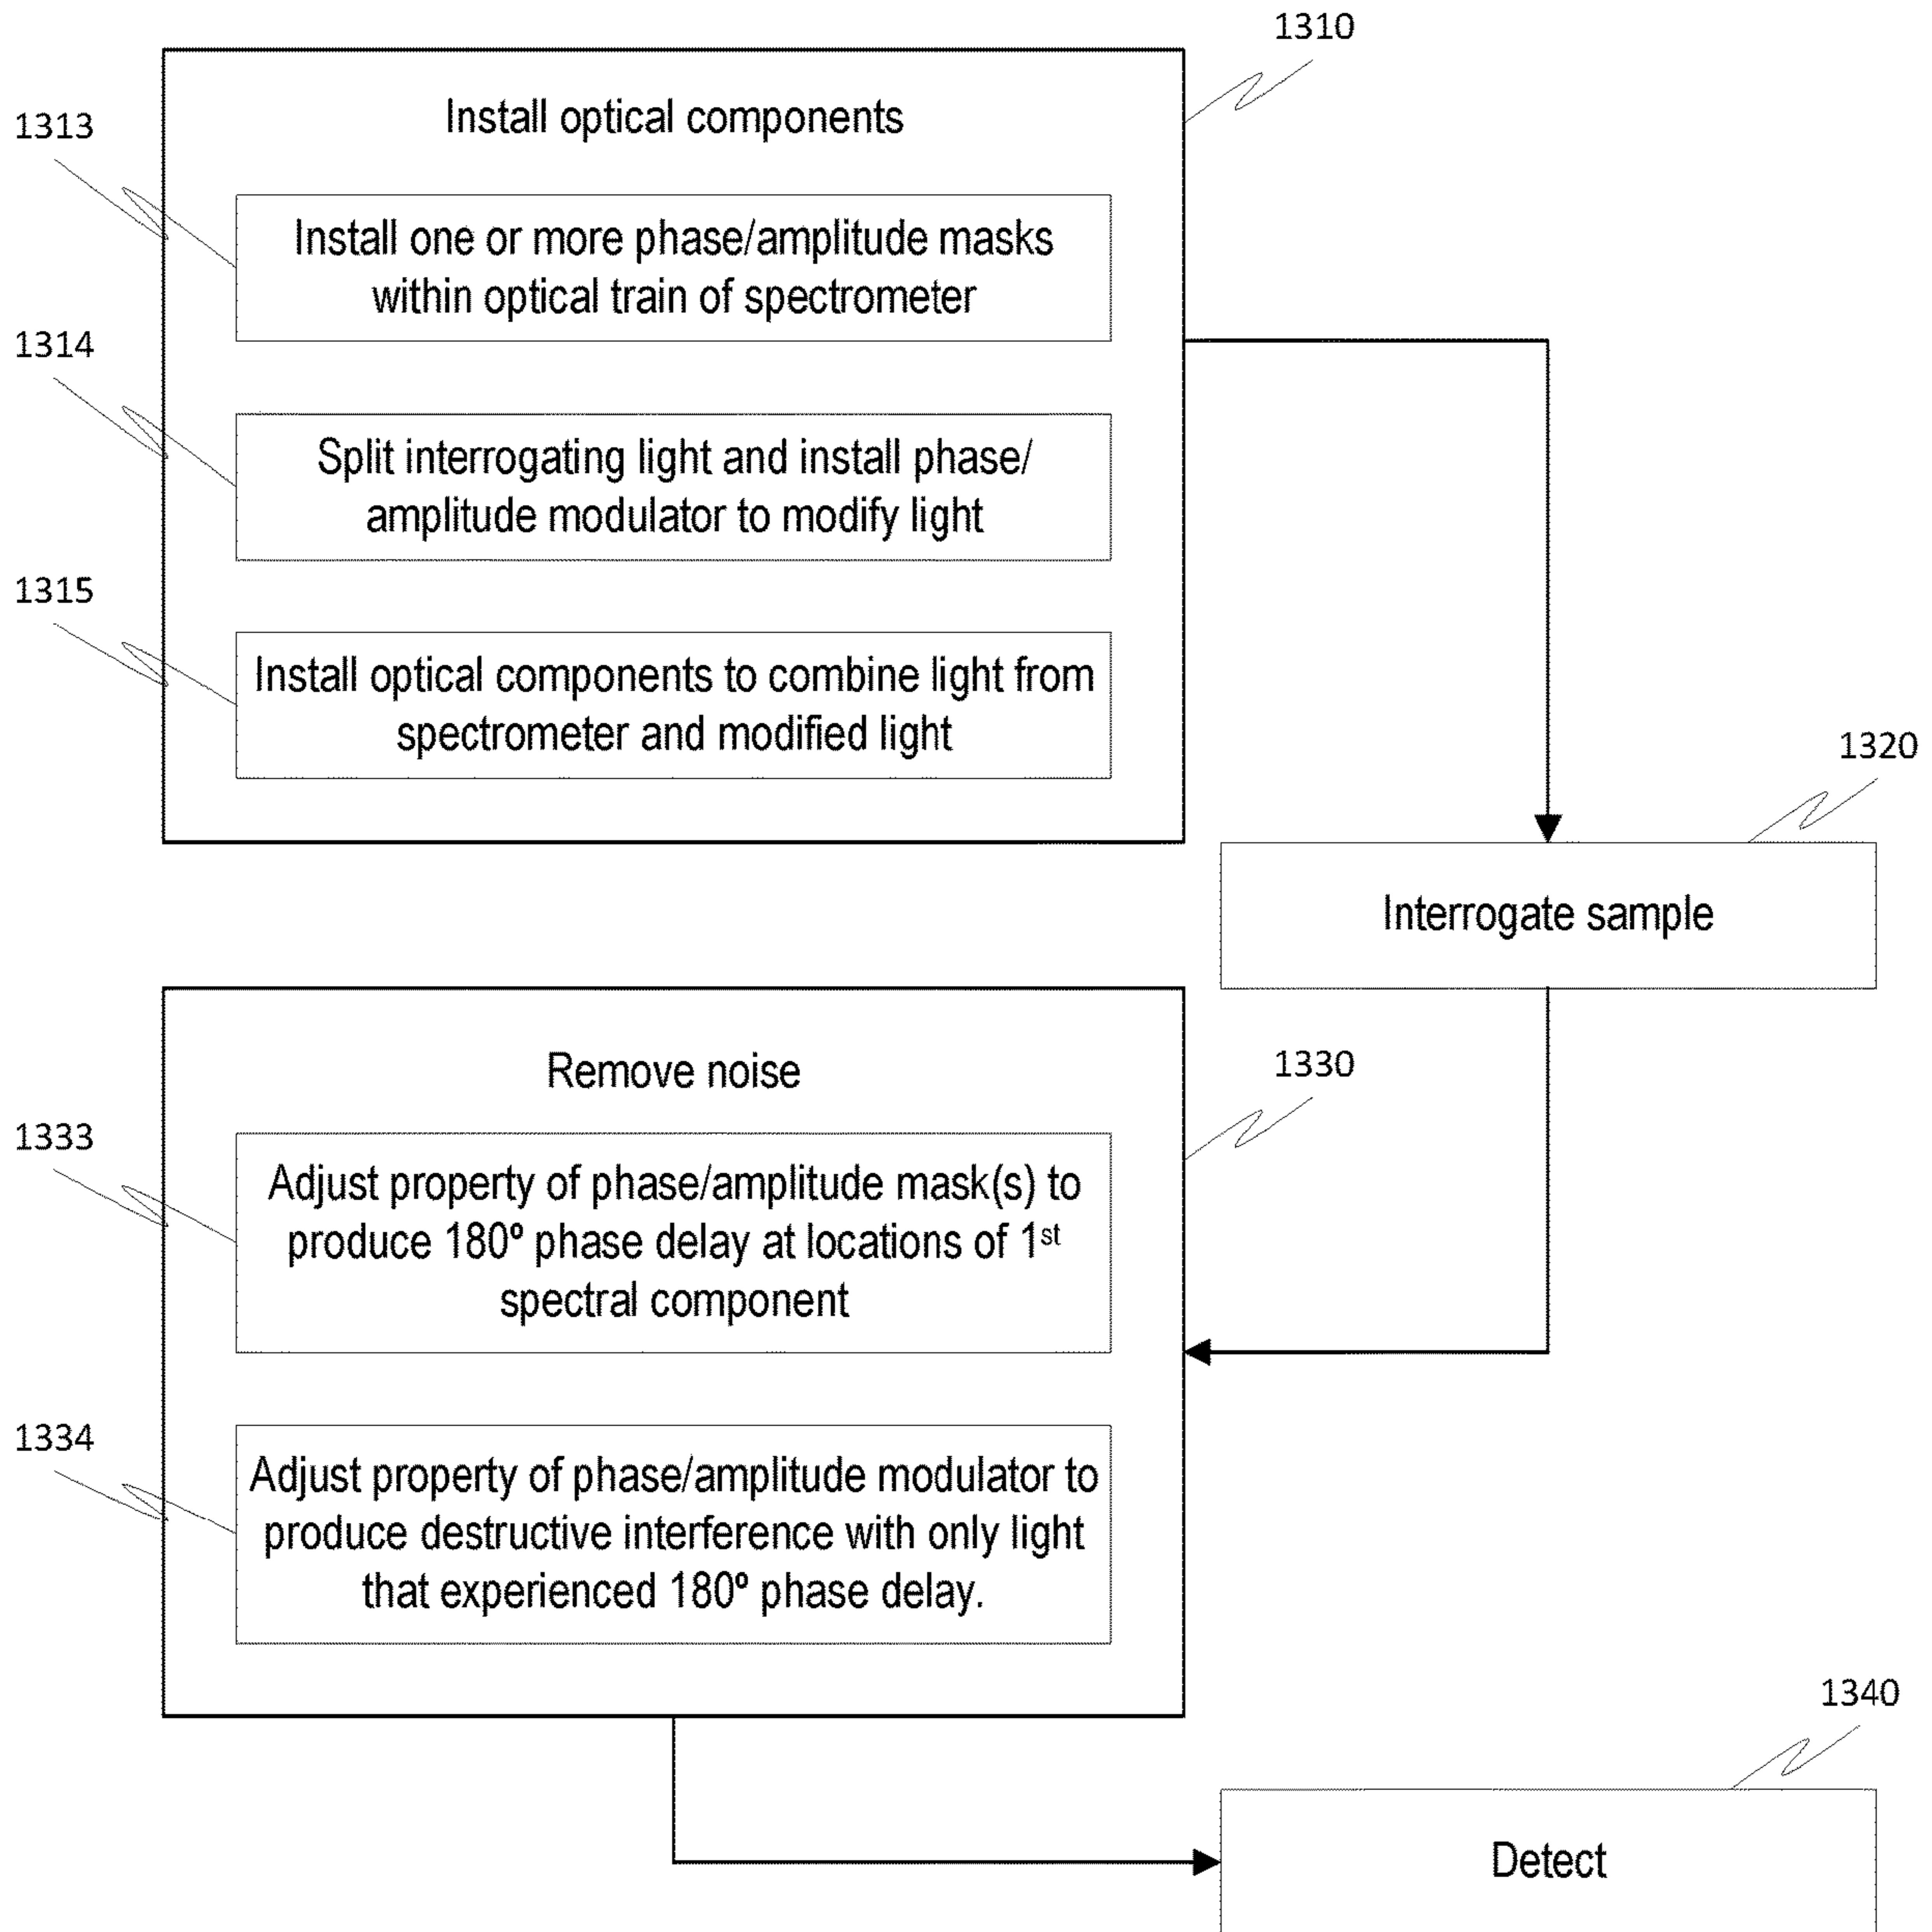 1310
Install optical components
1313
Install one or more phase/amplitude masks
within optical train of spectrometer
1314
Split interrogating light and install phase/
amplitude modulator to modify light
1315
Install optical components to combine light from
spectrometer and modified light
1320
Interrogate sample
1330
Remove noise
1333
Adjust property of phase/amplitude mask(s) to
produce 180º phase delay at locations of 1st
spectral component
1334
Adjust property of phase/amplitude modulator to
produce destructive interference with only light
that experienced 180º phase delay.
1340
Detect